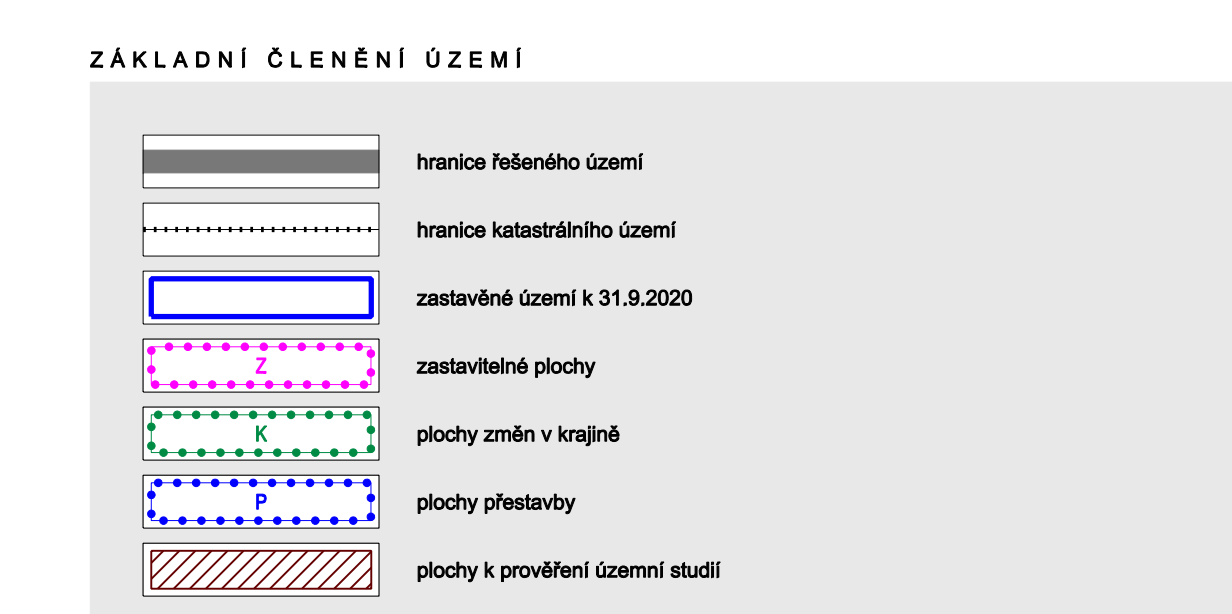 ZÁKLADNÍ ČLENĚNÍ ÚZEMÍ
hranice řešeného území
hranice katastrálního území
zastavěné území k 31.9.2020
Z zastavitelné plochy
K plochy změn v krajině
P plochy přestavby
plochy k prověření územní studií